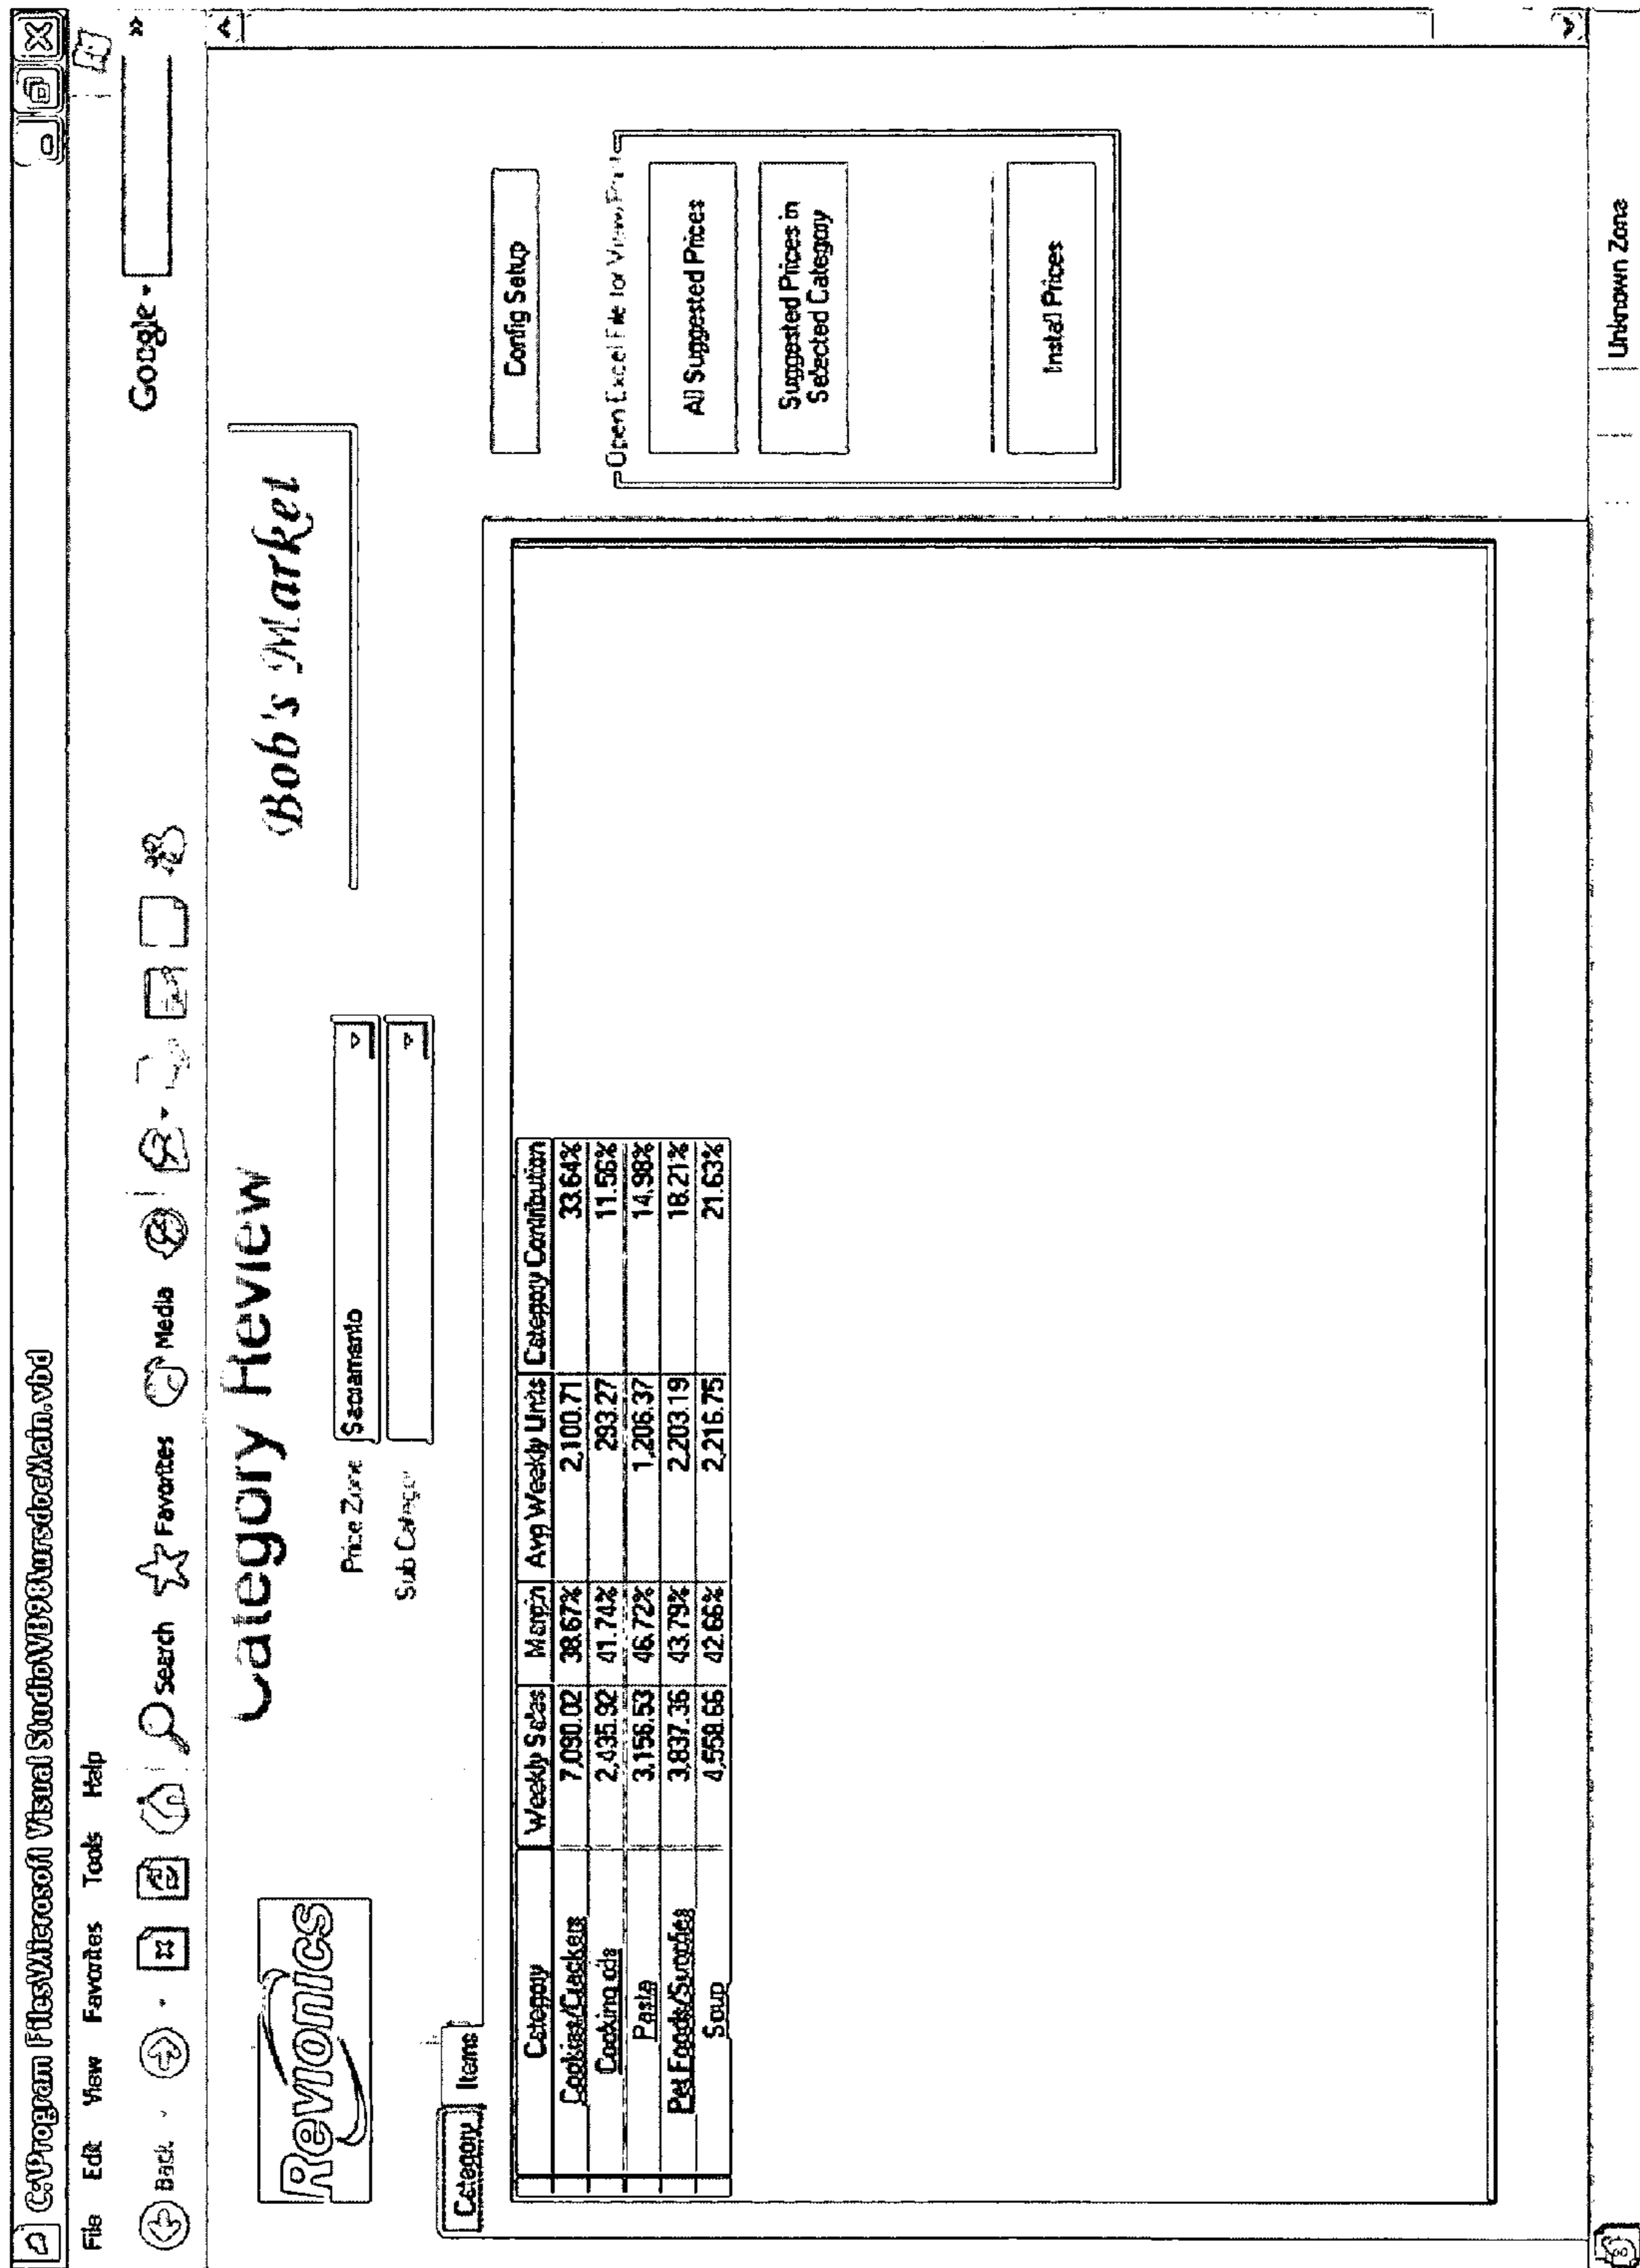 C:\Program Files\Microsoft Visual Studio\VB98\ursdocMain.vbd
File Edit View Favorites Tools Help
Back Search Favorites Media Google
Revionics
Category Review
Bob's Market
Price Zone Sacramento
Sub Category
Category Items
Config Setup
Category Weekly Sales Margin Avg Weekly Units Category Contribution
Cookies/Crackers 7,090.02 38.67% 2,100.71 33.64%
Cooking oils 2,435.92 41.74% 293.27 11.56%
Pasta 3,156.53 46.72% 1,206.37 14.98%
Pet Foods/Supplies 3,837.36 43.79% 2,203.19 18.21%
Soup 4,558.66 42.66% 2,216.75 21.63%
Open Excel File for View/
All Suggested Prices
Suggested Prices in
Selected Category
Install Prices
Unknown Zone